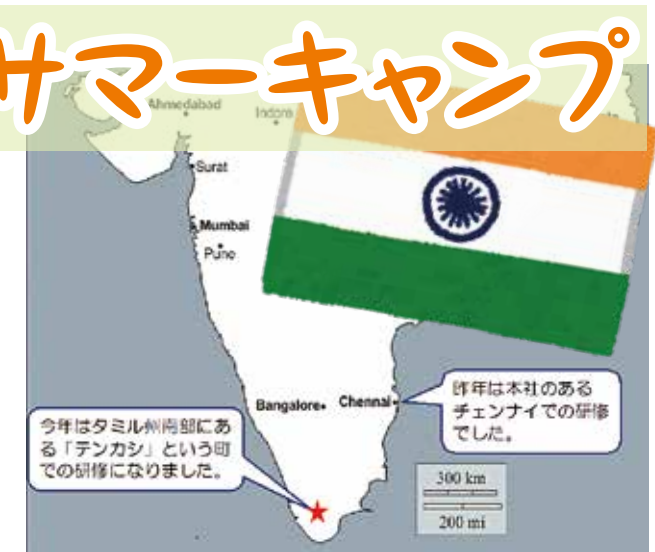 サマーキャンプ
Ahmedabad
Indore
Surat
Mumbai
Pune
Bangalore
Chennai
昨年は本社のある
チェンナイでの研修
でした。
今年はタミル州南部にあ
る「テンカシ」という町
での研修になりました。
300 km
200 mi